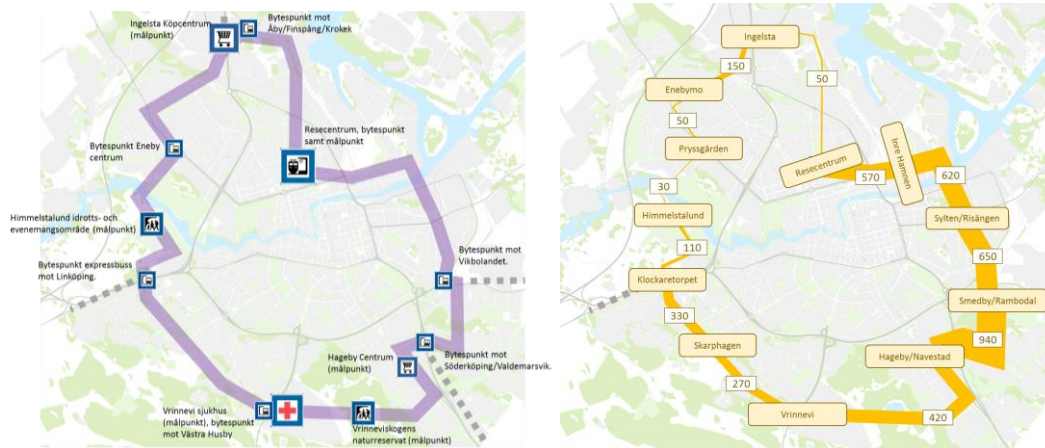 Ingelsta Köpcentrum
(målpunkt)
Bytespunkt mot
Åby/Finspång/Krokek
Resecentrum, bytespunkt
samt målpunkt
Bytespunkt Eneby
centrum
Himmelstalund idrotts- och
evenemangsområde (målpunkt)
Bytespunkt expressbuss
mot Linköping.
Bytespunkt mot
Vikbolandet.
Hageby Centrum
(målpunkt)
Bytespunkt mot
Söderköping/Valdemarsvik.
Vrinnevi sjukhus
(målpunkt), bytespunkt
mot Västra Husby
Vrinneviskogens
naturreservat (målpunkt)
Ingelsta
150
50
Enebymo
50
Pryssgården
Resecentrum
Inre Hamnen
570
620
30
Himmelstalund
Sylten/Risängen
110
650
Klockaretorpet
Smedby/Rambodal
330
940
Skarphagen
Hageby/Navestad
270
Vrinnevi
420